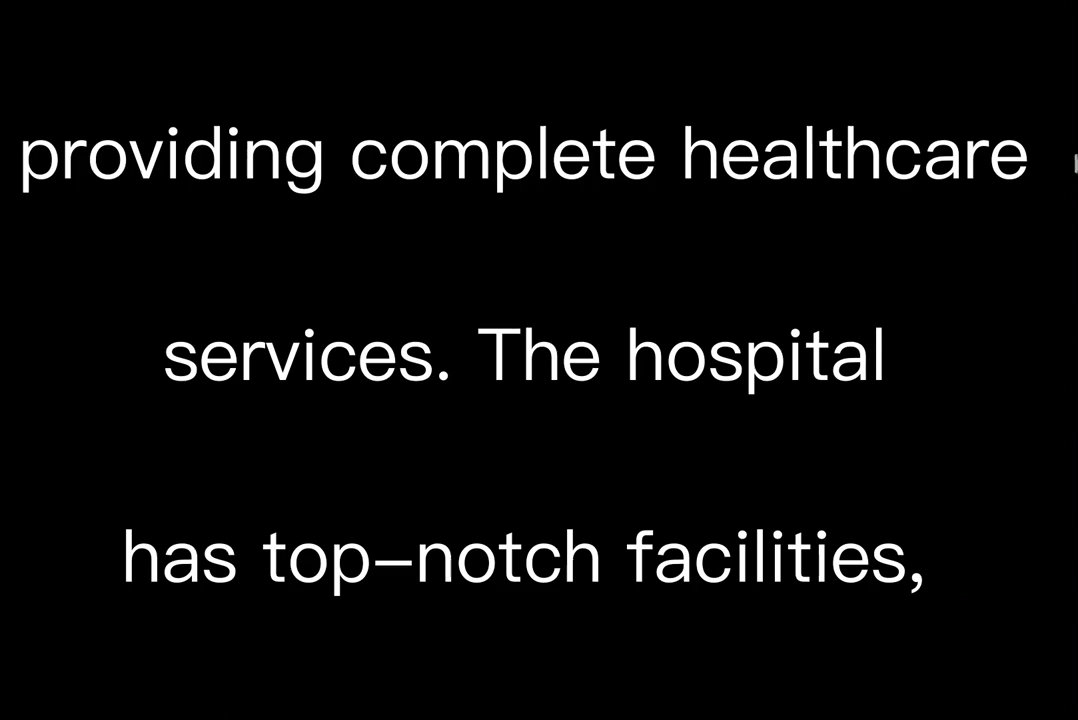 providing complete healthcare
services. The hospital
has top–notch facilities,